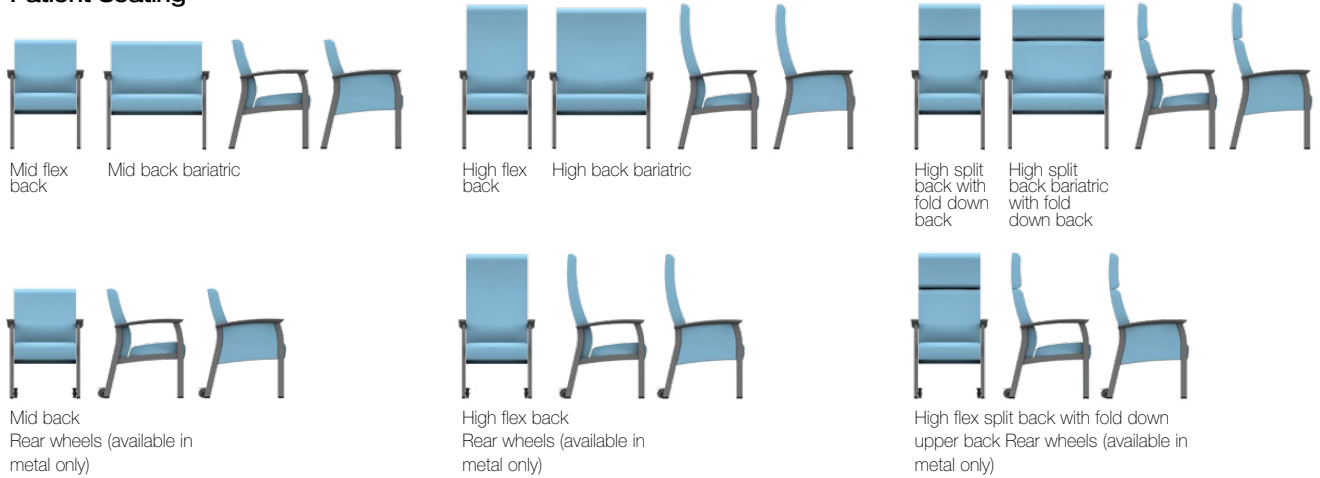 Patient Seating
Mid flex
back
Mid back bariatric
High flex
back
High back bariatric
High split
back with
fold down
back
High split
back bariatric
with fold
down back
Mid back
Rear wheels (available in
metal only)
High flex back
Rear wheels (available in
metal only)
High flex split back with fold down
upper back Rear wheels (available in
metal only)